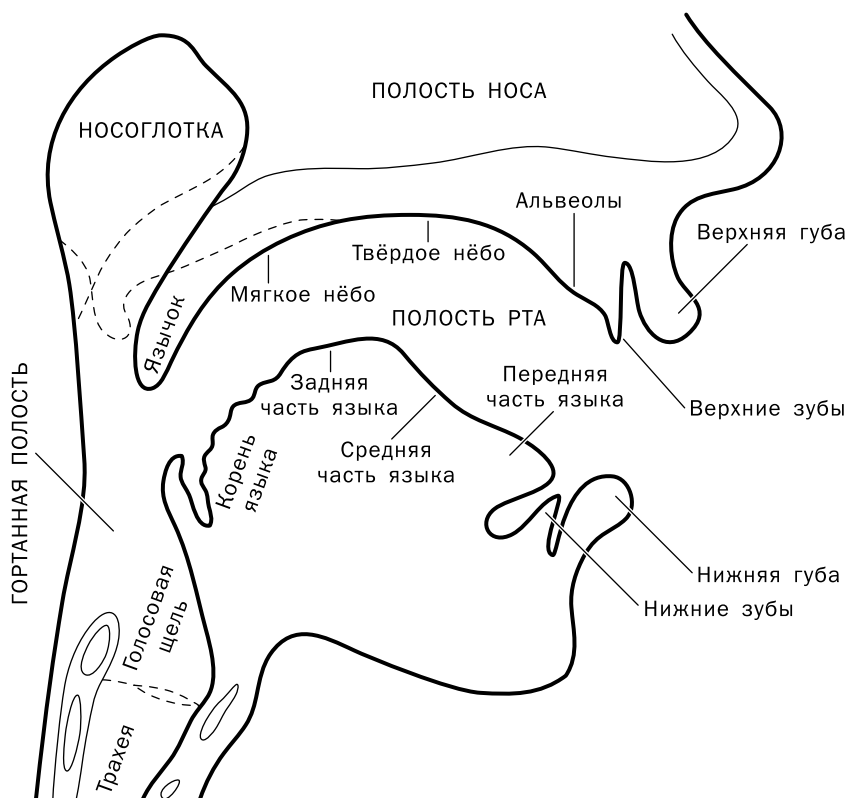 ПОЛОСТЬ НОСА
НОСОГЛОТКА
Альвеолы
Верхняя губа
Твёрдое нёбо
Мягкое нёбо
Язычок
ПОЛОСТЬ РТА
Задняя
часть языка
Передняя
часть языка
Верхние зубы
Средняя
часть языка
Корень
языка
ГОРТАННАЯ ПОЛОСТЬ
Нижняя губа
Нижние зубы
Голосовая
щель
Трахея